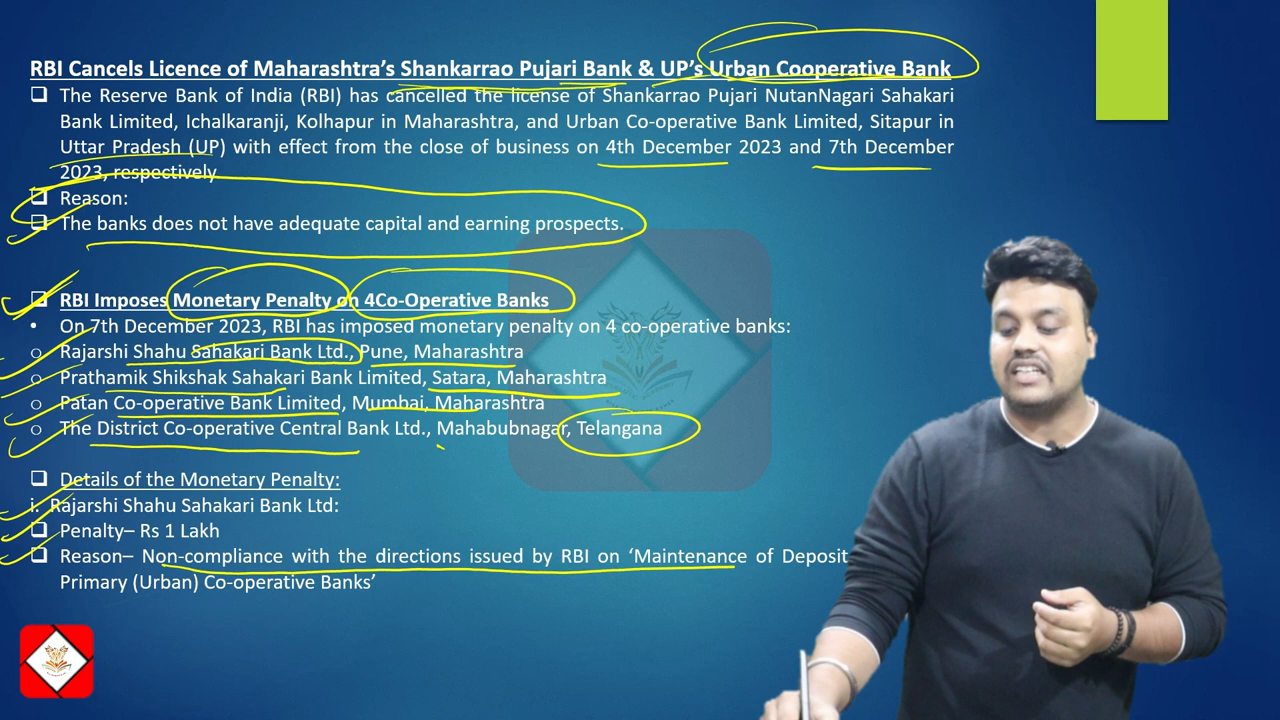 RBI Cancels Licence of Maharashtra's Shankarrao Pujari Bank & UP's Urban Cooperative Bank
❑ The Reserve Bank of India (RBI) has cancelled the license of Shankarrao Pujari NutanNagari Sahakari
Bank Limited, Ichalkaranji, Kolhapur in Maharashtra, and Urban Co-operative Bank Limited, Sitapur in
Uttar Pradesh (UP) with effect from the close of business on 4th December 2023 and 7th December
2023, respectively
❑ Reason:
❑ The banks does not have adequate capital and earning prospects.
❑ RBI Imposes Monetary Penalty on 4Co-Operative Banks
• On 7th December 2023, RBI has imposed monetary penalty on 4 co-operative banks:
○ Rajarshi Shahu Sahakari Bank Ltd., Pune, Maharashtra
○ Prathamik Shikshak Sahakari Bank Limited, Satara, Maharashtra
○ Patan Co-operative Bank Limited, Mumbai, Maharashtra
○ The District Co-operative Central Bank Ltd., Mahabubnagar, Telangana
❑ Details of the Monetary Penalty:
i. Rajarshi Shahu Sahakari Bank Ltd:
❑ Penalty– Rs 1 Lakh
❑ Reason– Non-compliance with the directions issued by RBI on ‘Maintenance of Deposit
Primary (Urban) Co-operative Banks’